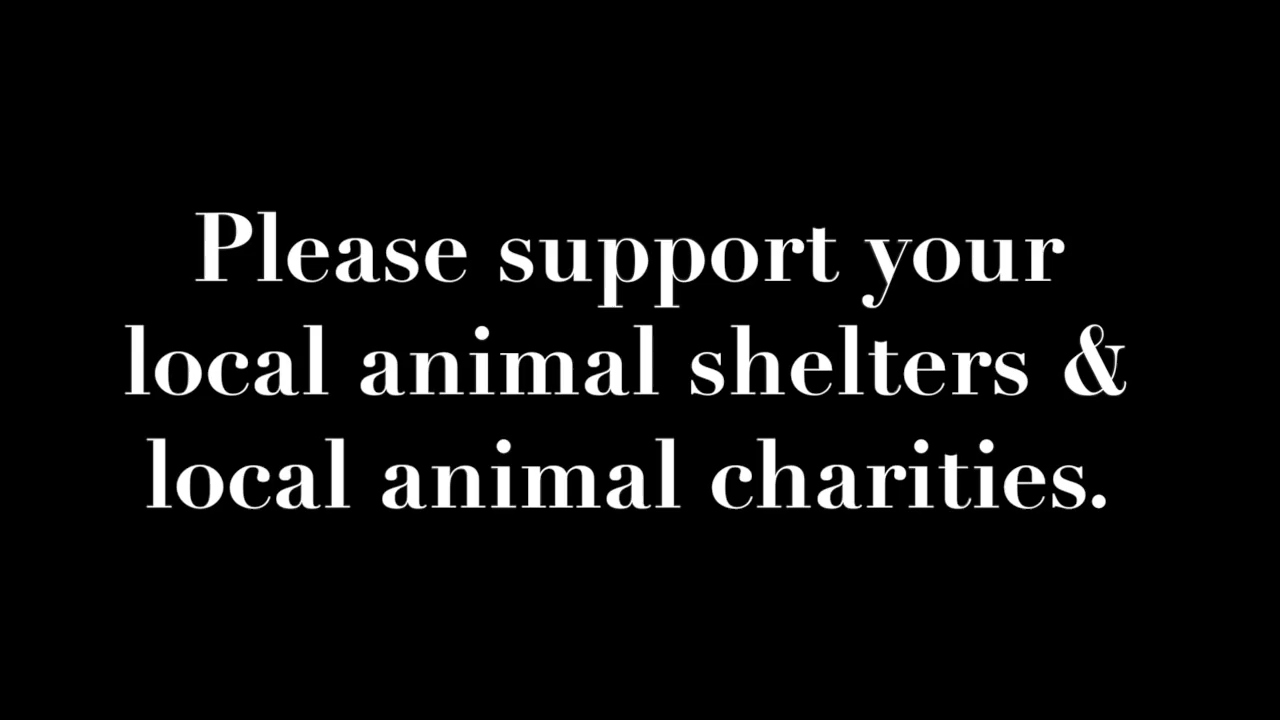 Please support your
local animal shelters &
local animal charities.